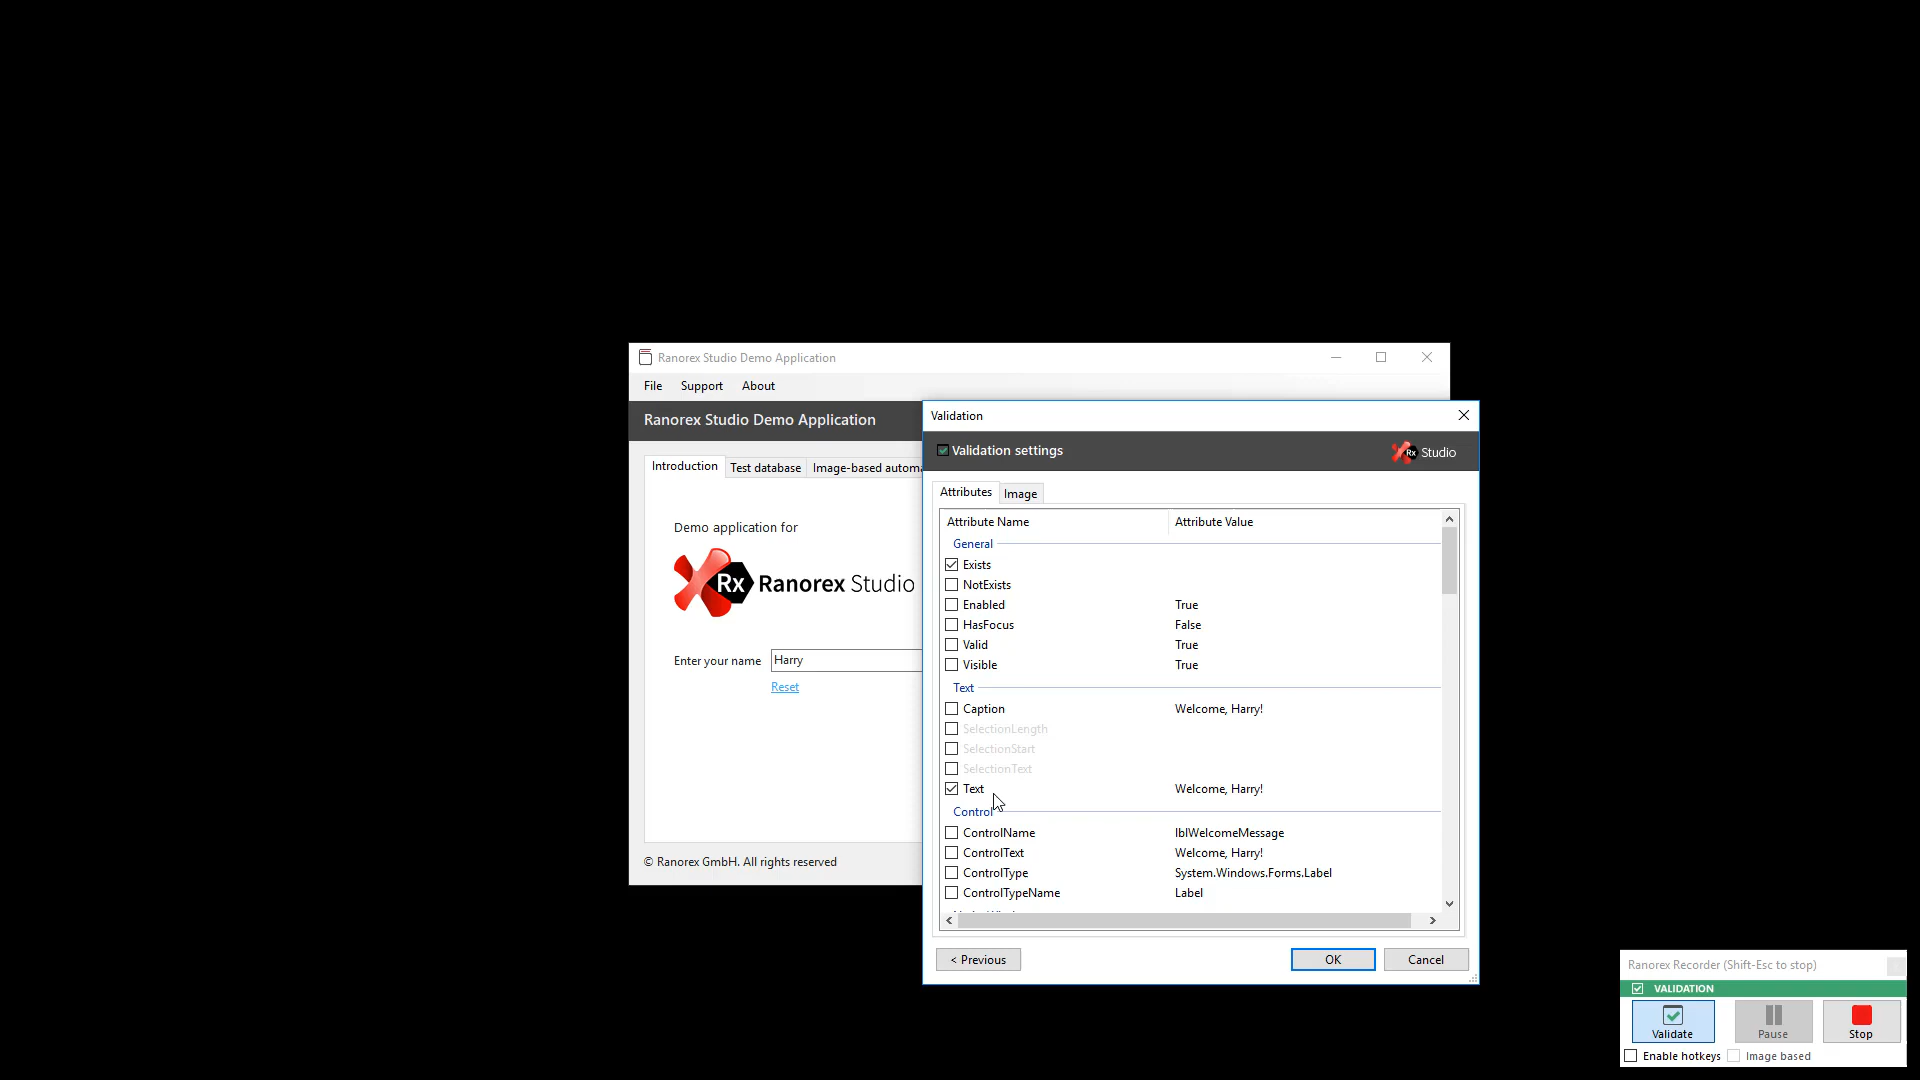 Ranorex Studio Demo Application
File Support About
Ranorex Studio Demo Application
Introduction Test database Image-based automa
Demo application for
Rx Ranorex Studio
Enter your name Harry
Reset
© Ranorex GmbH. All rights reserved
Validation
Validation settings
Rx Studio
Attributes Image
Attribute Name Attribute Value
General
Exists
NotExists
Enabled True
HasFocus False
Valid True
Visible True
Text
Caption Welcome, Harry!
SelectionLength
SelectionStart
SelectionText
Text Welcome, Harry!
Control
ControlName lblWelcomeMessage
ControlText Welcome, Harry!
ControlType System.Windows.Forms.Label
ControlTypeName Label
< Previous OK Cancel
Ranorex Recorder (Shift-Esc to stop)
VALIDATION
Validate Pause Stop
Enable hotkeys Image based